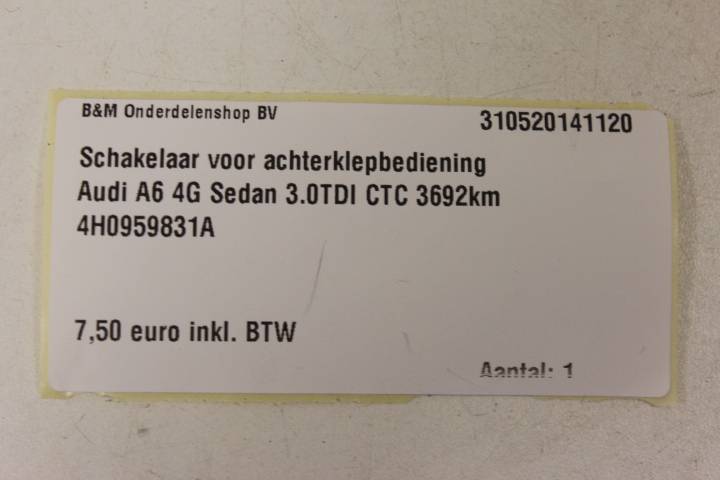 B&M Onderdelenshop BV
310520141120
Schakelaar voor achterklepbediening
Audi A6 4G Sedan 3.0TDI CTC 3692km
4H0959831A
7,50 euro inkl. BTW
Aantal: 1